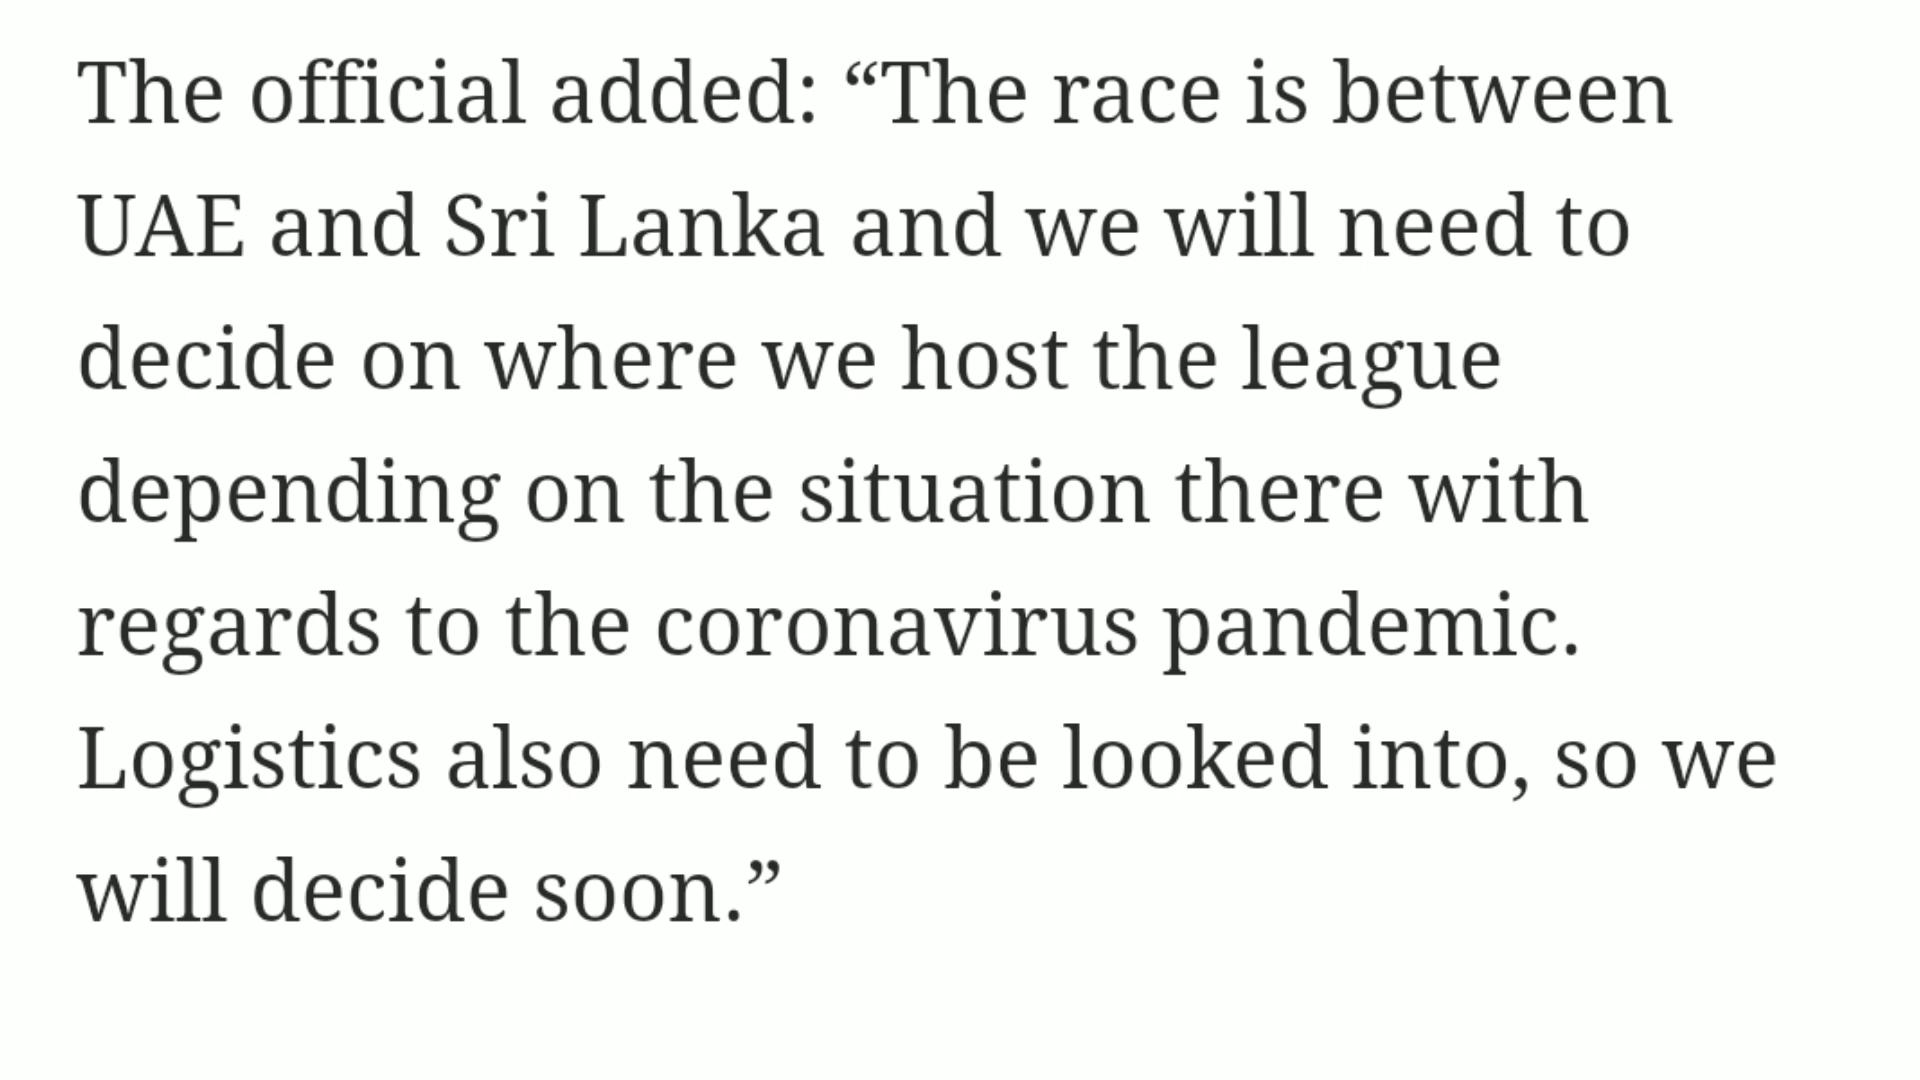 The official added: “The race is between
UAE and Sri Lanka and we will need to
decide on where we host the league
depending on the situation there with
regards to the coronavirus pandemic.
Logistics also need to be looked into, so we
will decide soon.”